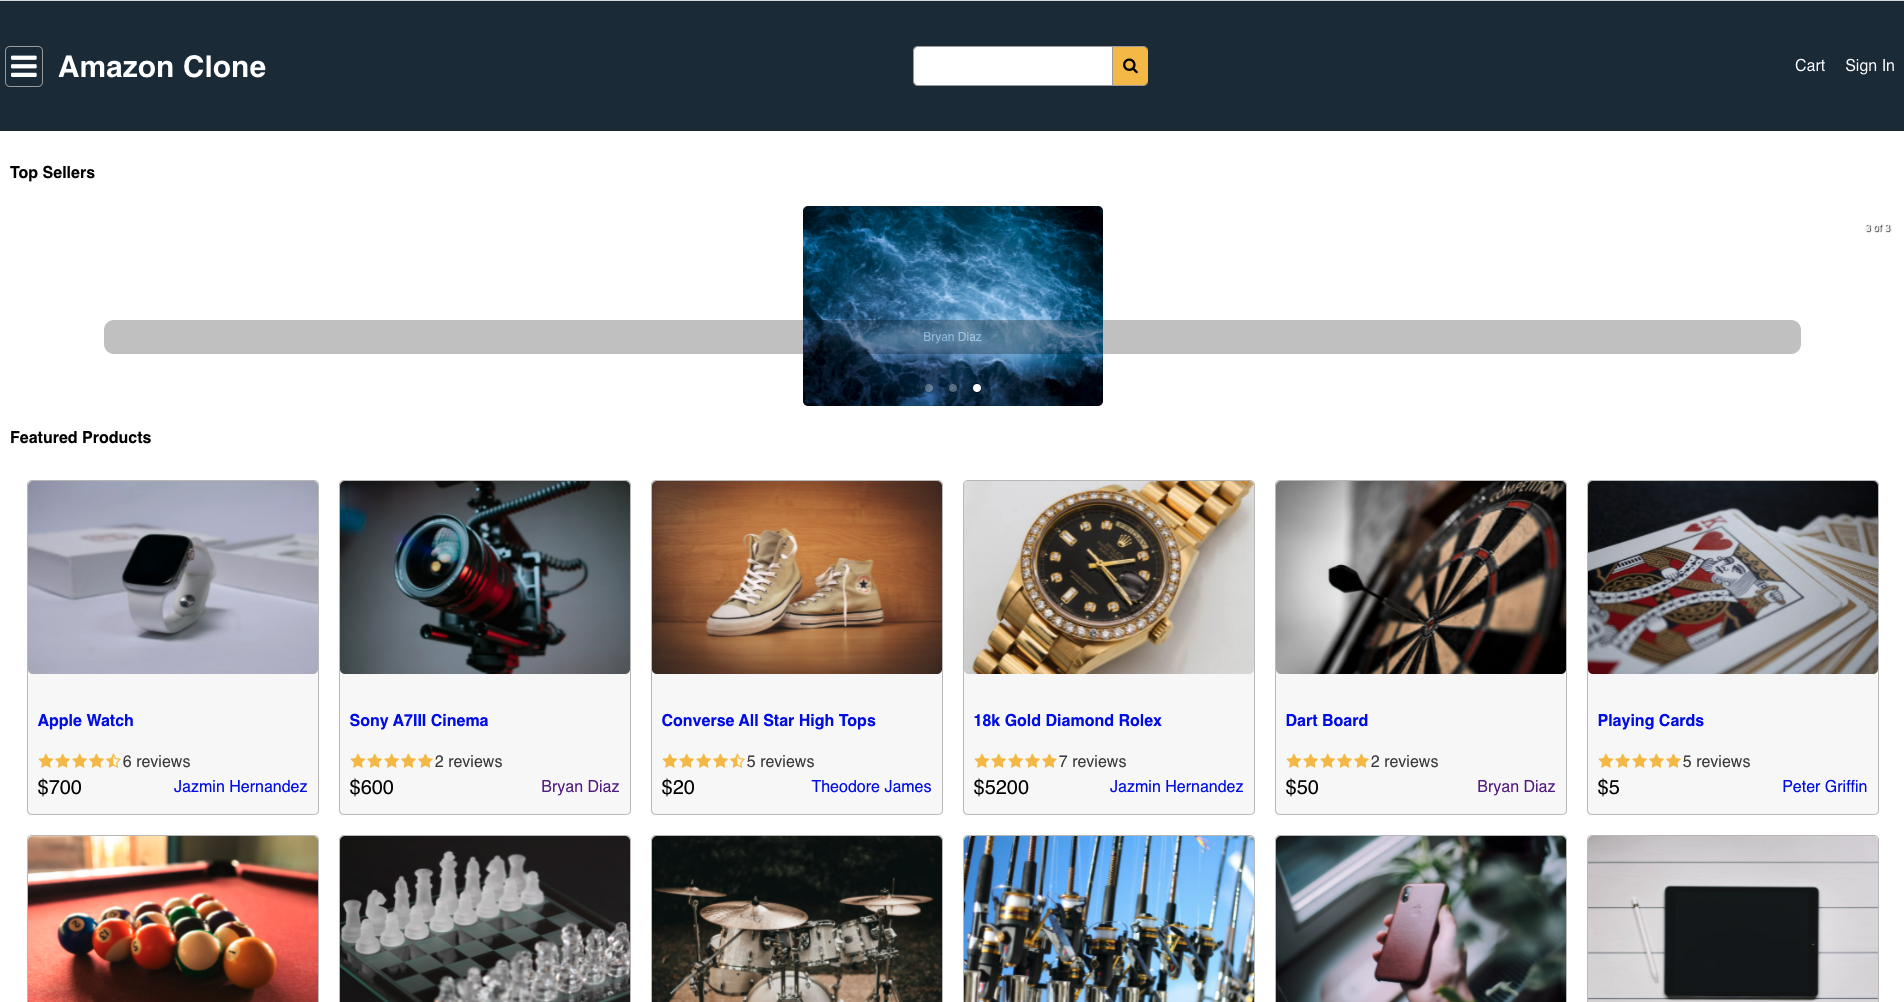 Amazon Clone
Cart Sign In
Top Sellers
3 of 3
Bryan Diaz
Featured Products
COMPETITION
Apple Watch
6 reviews
$700 Jazmin Hernandez
Sony A7III Cinema
2 reviews
$600 Bryan Diaz
Converse All Star High Tops
5 reviews
$20 Theodore James
18k Gold Diamond Rolex
7 reviews
$5200 Jazmin Hernandez
Dart Board
2 reviews
$50 Bryan Diaz
Playing Cards
5 reviews
$5 Peter Griffin